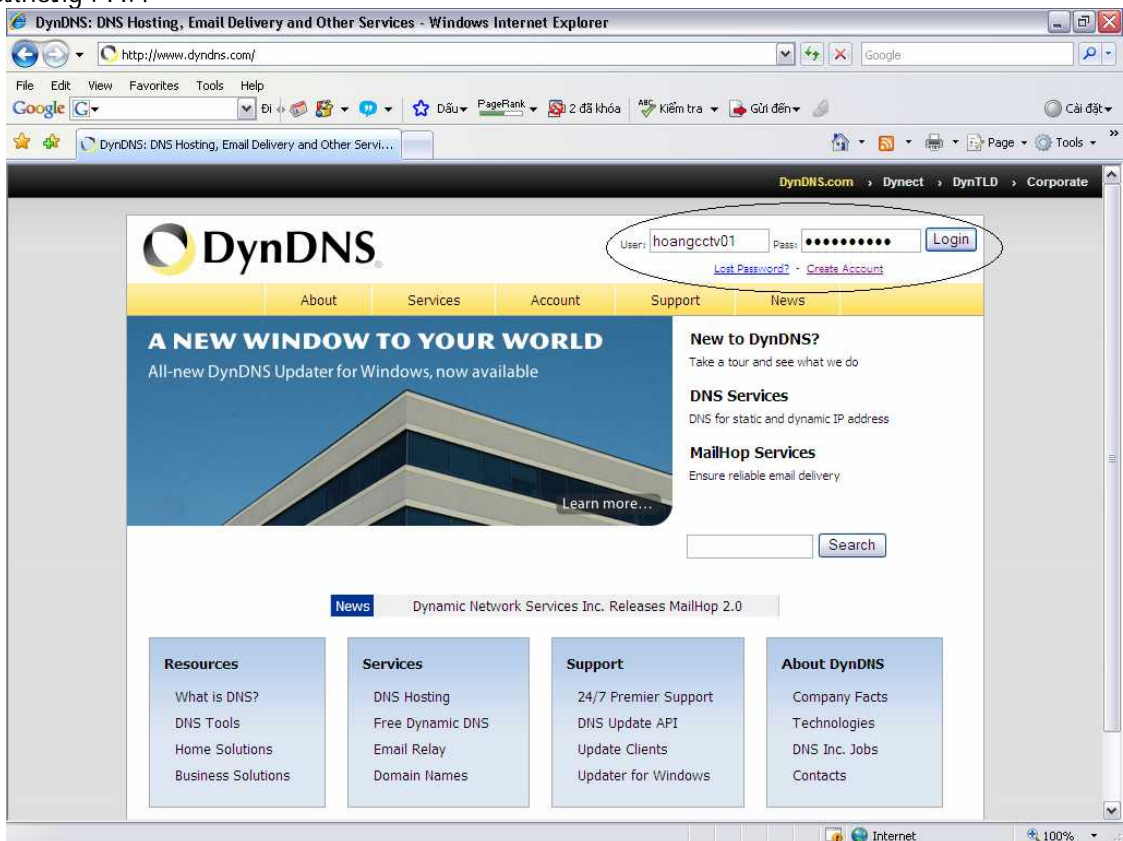 DynDNS: DNS Hosting, Email Delivery and Other Services - Windows Internet Explorer
http://www.dyndns.com/
Google
File Edit View Favorites Tools Help
Google G Đi Dấu PageRank 2 đã khóa ABC Kiểm tra Gửi đến Cài đặt
DynDNS: DNS Hosting, Email Delivery and Other Servi... Page Tools »
DynDNS.com › Dynect › DynTLD › Corporate
DynDNS®
User: hoangcctv01 Pass: ●●●●●●●●●● Login
Lost Password? - Create Account
About Services Account Support News
A NEW WINDOW TO YOUR WORLD
All-new DynDNS Updater for Windows, now available
Learn more...
New to DynDNS?
Take a tour and see what we do
DNS Services
DNS for static and dynamic IP address
MailHop Services
Ensure reliable email delivery
Search
News Dynamic Network Services Inc. Releases MailHop 2.0
Resources
What is DNS?
DNS Tools
Home Solutions
Business Solutions
Services
DNS Hosting
Free Dynamic DNS
Email Relay
Domain Names
Support
24/7 Premier Support
DNS Update API
Update Clients
Updater for Windows
About DynDNS
Company Facts
Technologies
DNS Inc. Jobs
Contacts
Internet 100%